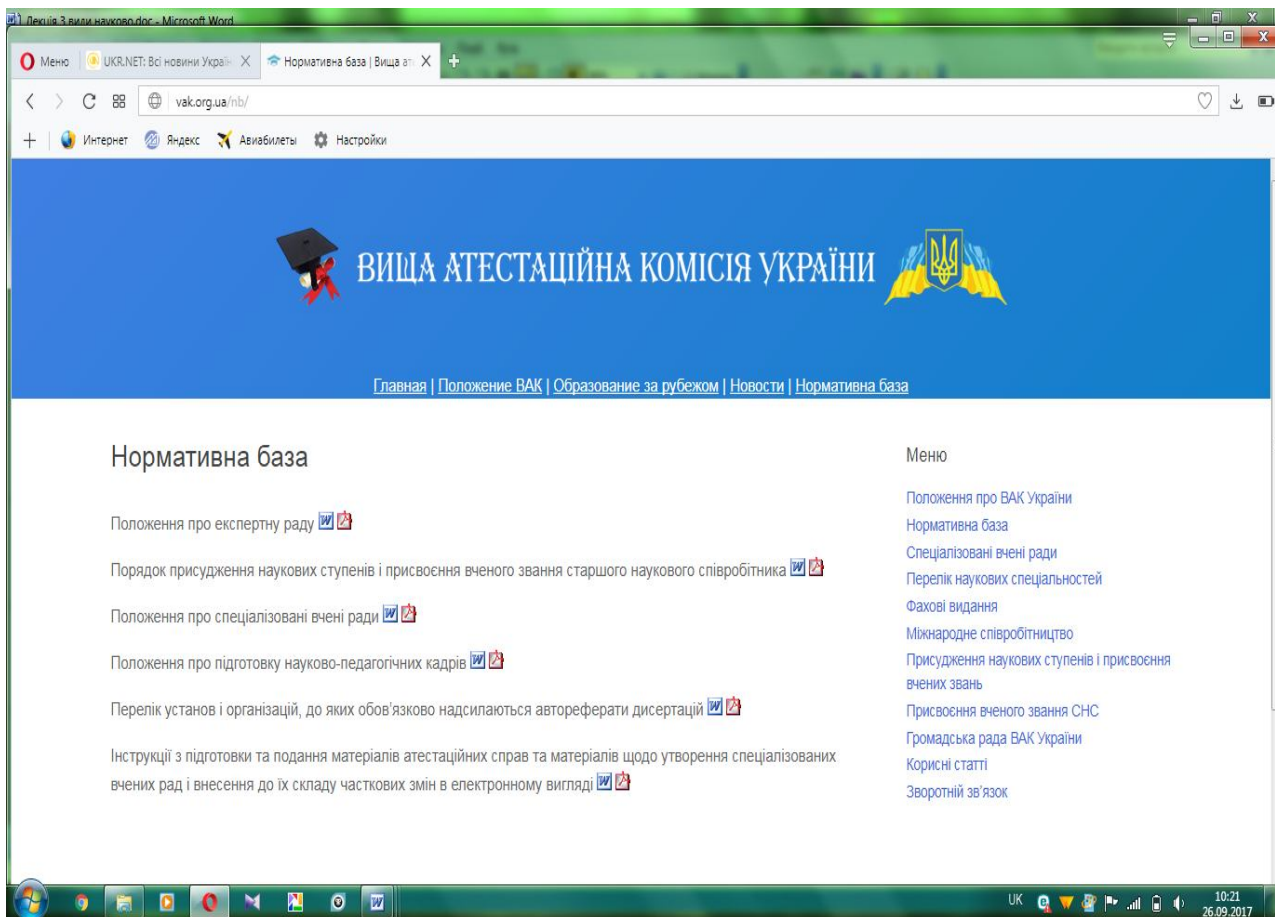 Лекція 3 види науково.doc - Microsoft Word
Меню
UKR.NET: Всі новини Украї
Нормативна база | Вища ат
vak.org.ua/nb/
Интернет Яндекс Авиабилеты Настройки
ВИЩА АТЕСТАЦІЙНА КОМІСІЯ УКРАЇНИ
Главная | Положение ВАК | Образование за рубежом | Новости | Нормативна база
Нормативна база
Положення про експертну раду
Порядок присудження наукових ступенів і присвоєння вченого звання старшого наукового співробітника
Положення про спеціалізовані вчені ради
Положення про підготовку науково-педагогічних кадрів
Перелік установ і організацій, до яких обов'язково надсилаються автореферати дисертацій
Інструкції з підготовки та подання матеріалів атестаційних справ та матеріалів щодо утворення спеціалізованих
вчених рад і внесення до їх складу часткових змін в електронному вигляді
Меню
Положення про ВАК України
Нормативна база
Спеціалізовані вчені ради
Перелік наукових спеціальностей
Фахові видання
Міжнародне співробітництво
Присудження наукових ступенів і присвоєння
вчених звань
Присвоєння вченого звання СНС
Громадська рада ВАК України
Корисні статті
Зворотній зв'язок
UK
10:21
26.09.2017